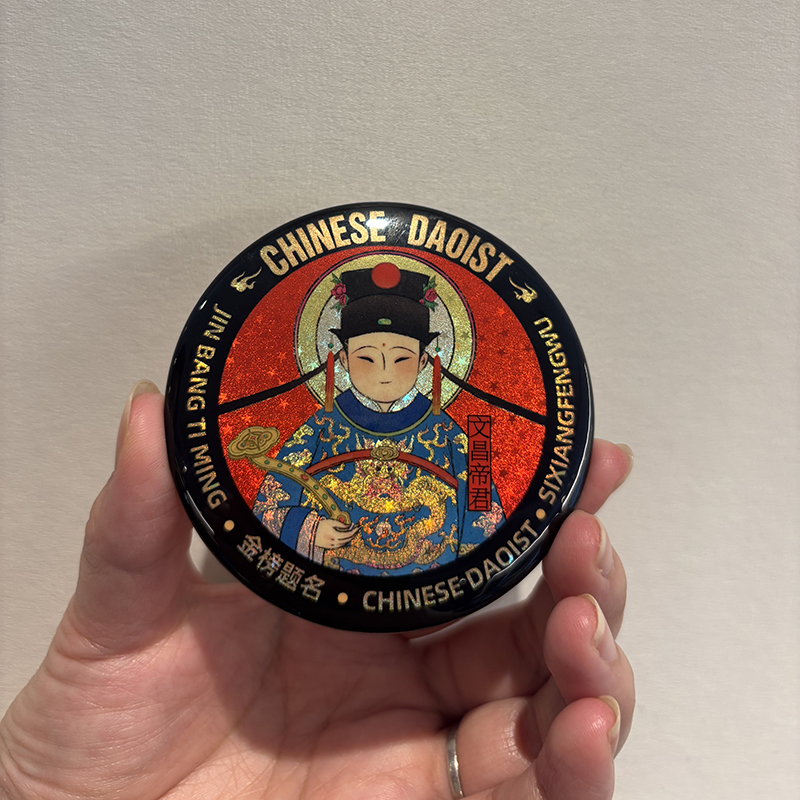 CHINESE DAOIST
JIN BANG TI MING
金榜题名
CHINESE·DAOIST
SIXIANGFENGWU
文昌帝君